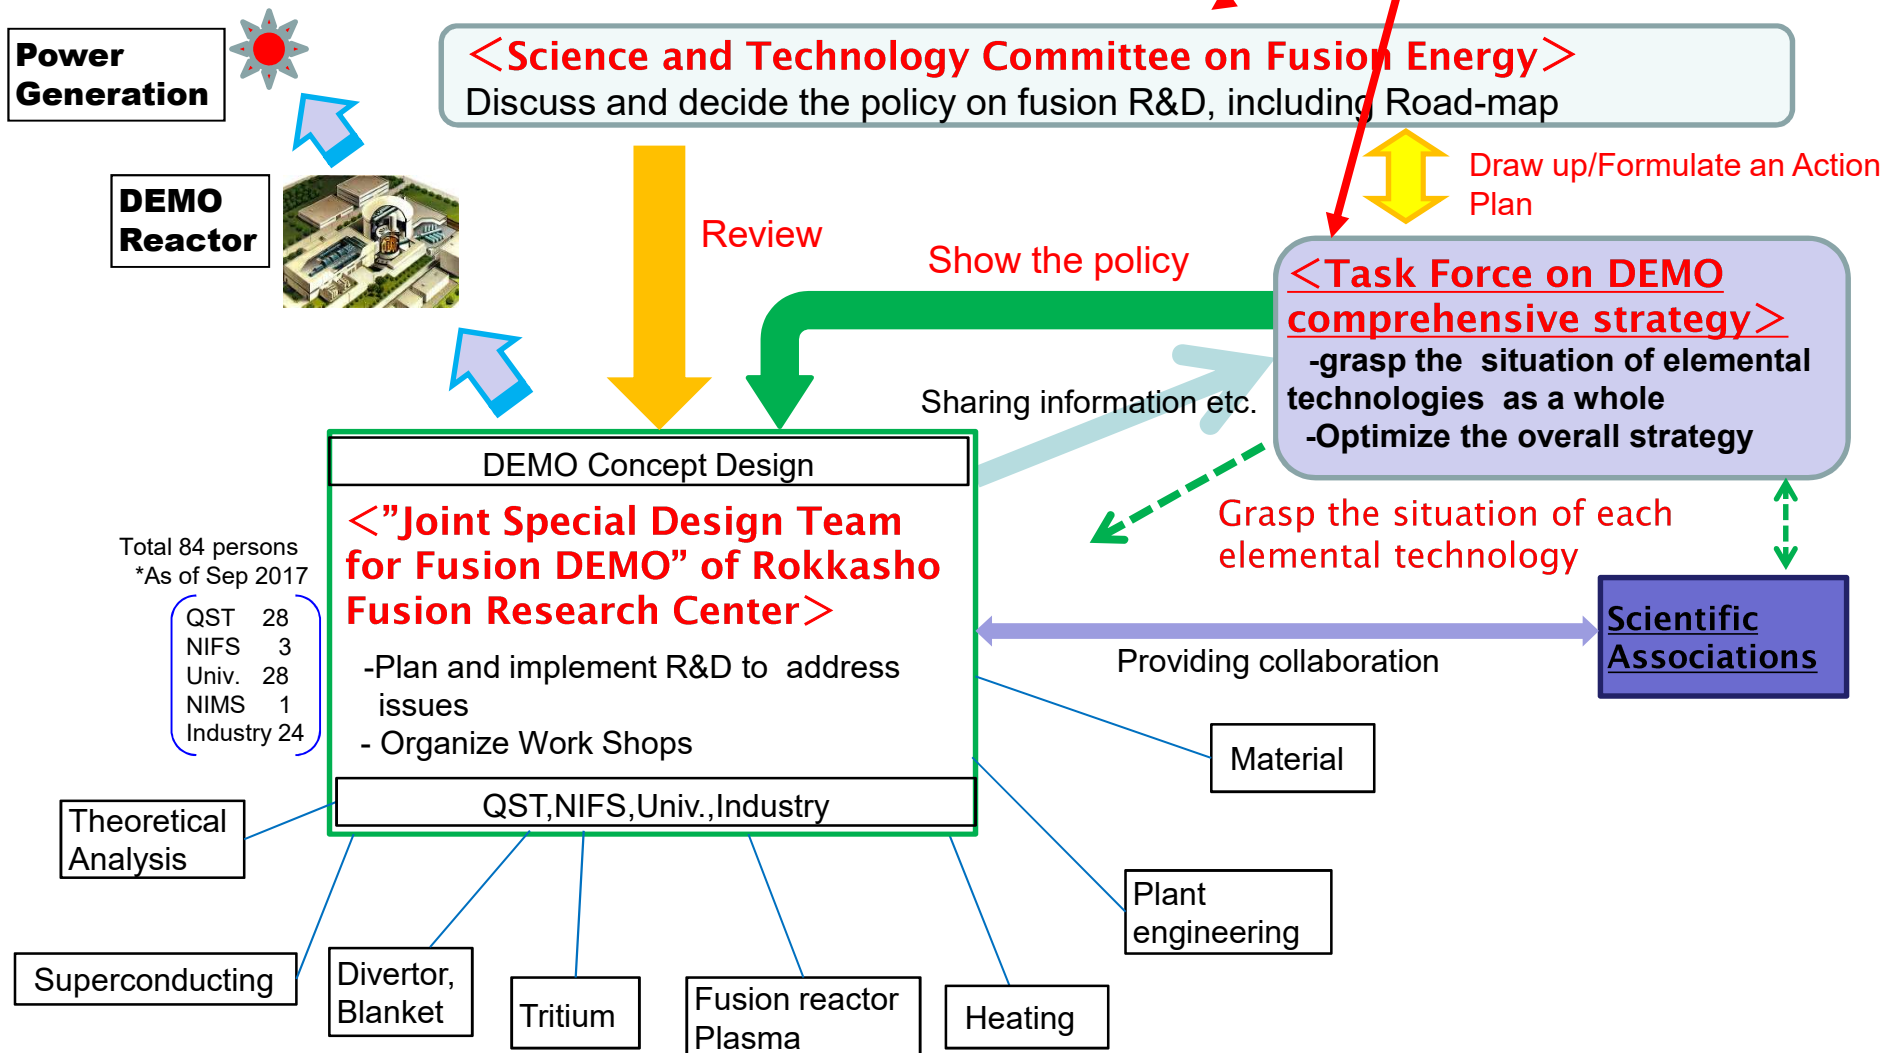 Power
Generation
<Science and Technology Committee on Fusion Energy>
Discuss and decide the policy on fusion R&D, including Road-map
DEMO
Reactor
Draw up/Formulate an Action
Plan
Review
Show the policy
<Task Force on DEMO
comprehensive strategy>
-grasp the situation of elemental
technologies as a whole
-Optimize the overall strategy
Sharing information etc.
DEMO Concept Design
<”Joint Special Design Team
for Fusion DEMO” of Rokkasho
Fusion Research Center>
-Plan and implement R&D to address
issues
- Organize Work Shops
QST,NIFS,Univ.,Industry
Total 84 persons
*As of Sep 2017
QST 28
NIFS 3
Univ. 28
NIMS 1
Industry 24
Grasp the situation of each
elemental technology
Providing collaboration
Scientific
Associations
Material
Theoretical
Analysis
Plant
engineering
Superconducting
Divertor,
Blanket
Tritium
Fusion reactor
Plasma
Heating